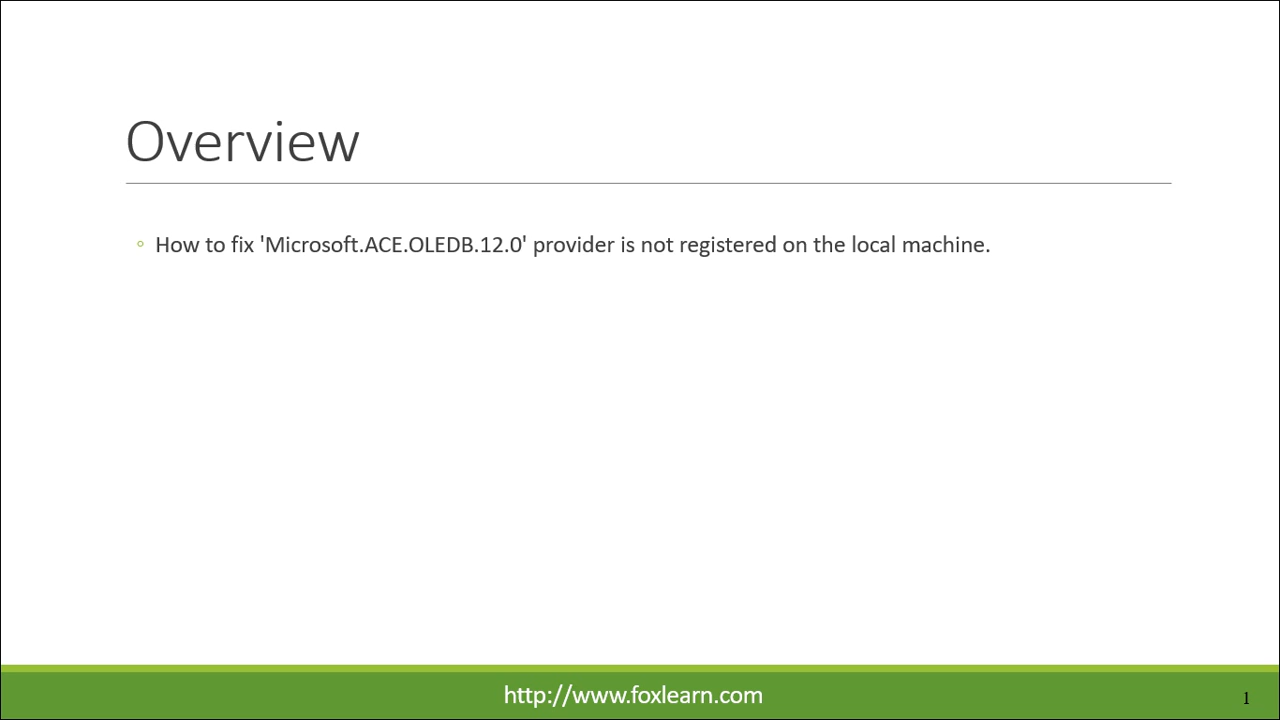 Overview
◦ How to fix 'Microsoft.ACE.OLEDB.12.0' provider is not registered on the local machine.
http://www.foxlearn.com
1